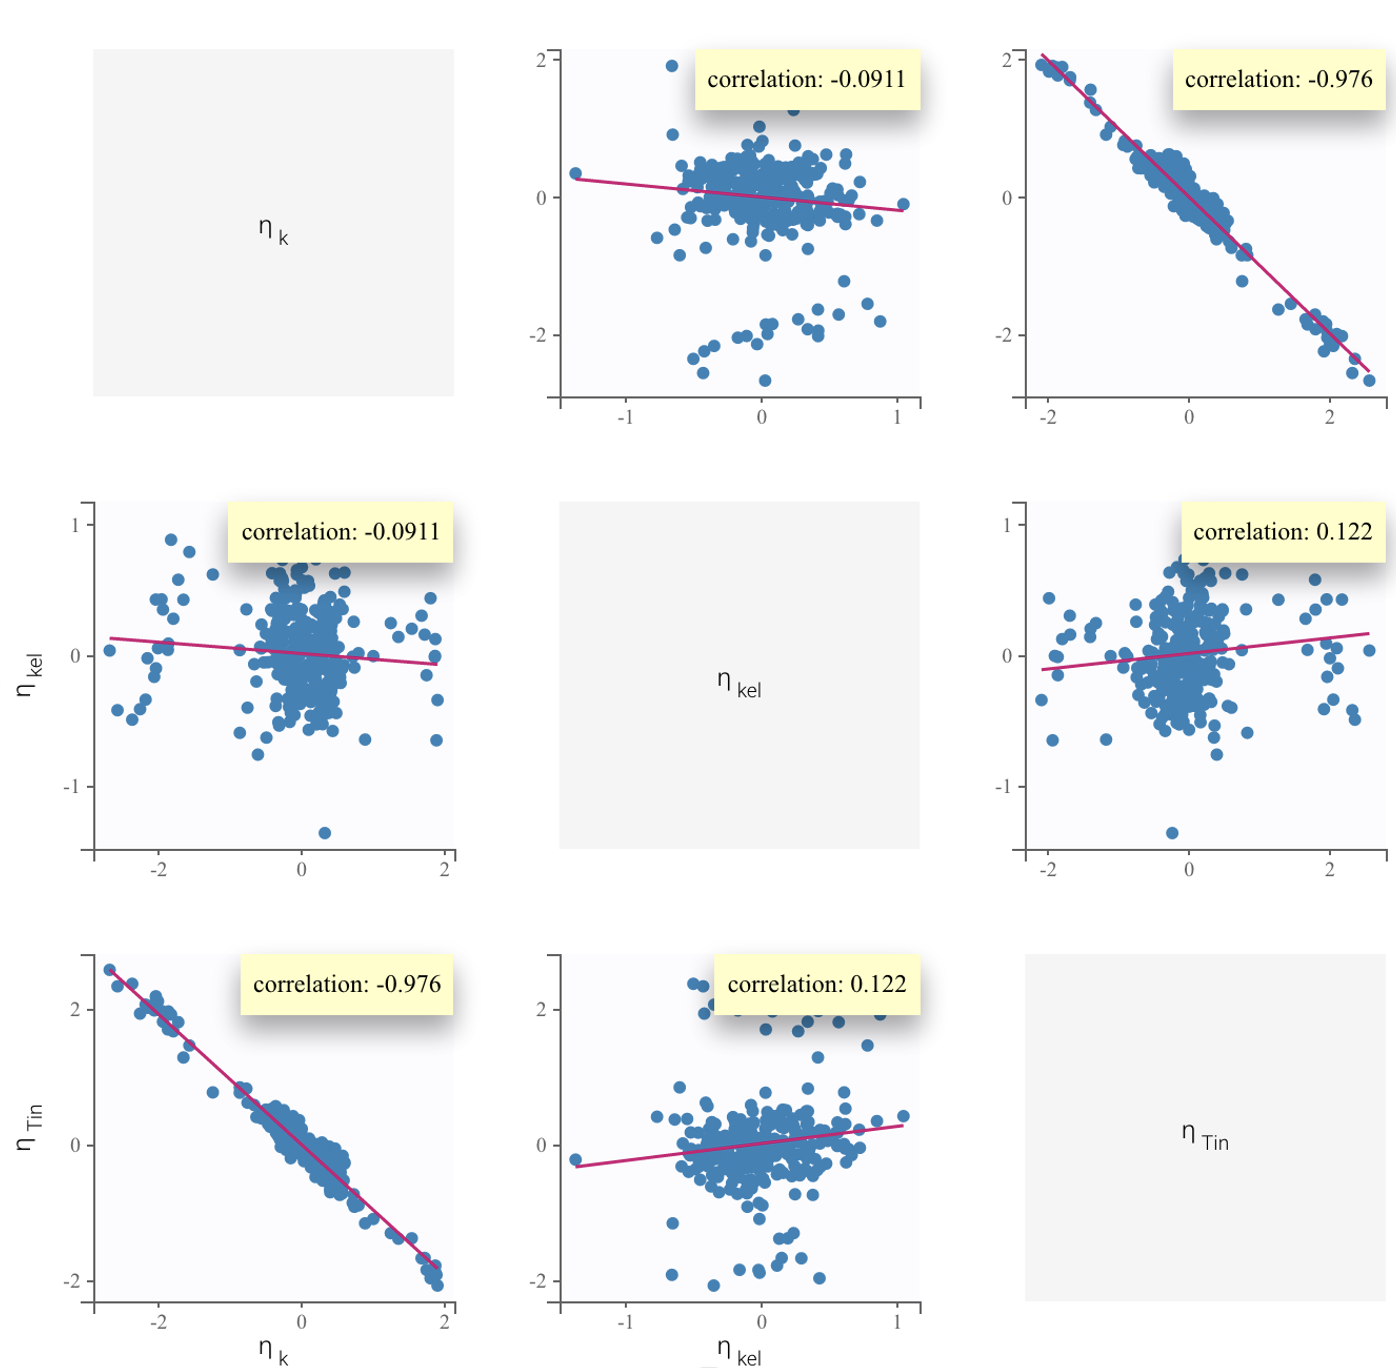 2
correlation: -0.0911
2
correlation: -0.976
0
0
η k
-2
-2
-1
0
1
-2
0
2
1
correlation: -0.0911
1
correlation: 0.122
η kel
0
η kel
0
-1
-1
-2
0
2
-2
0
2
correlation: -0.976
correlation: 0.122
2
2
η Tin
0
0
η Tin
-2
-2
-2
0
2
-1
0
1
η k
η kel